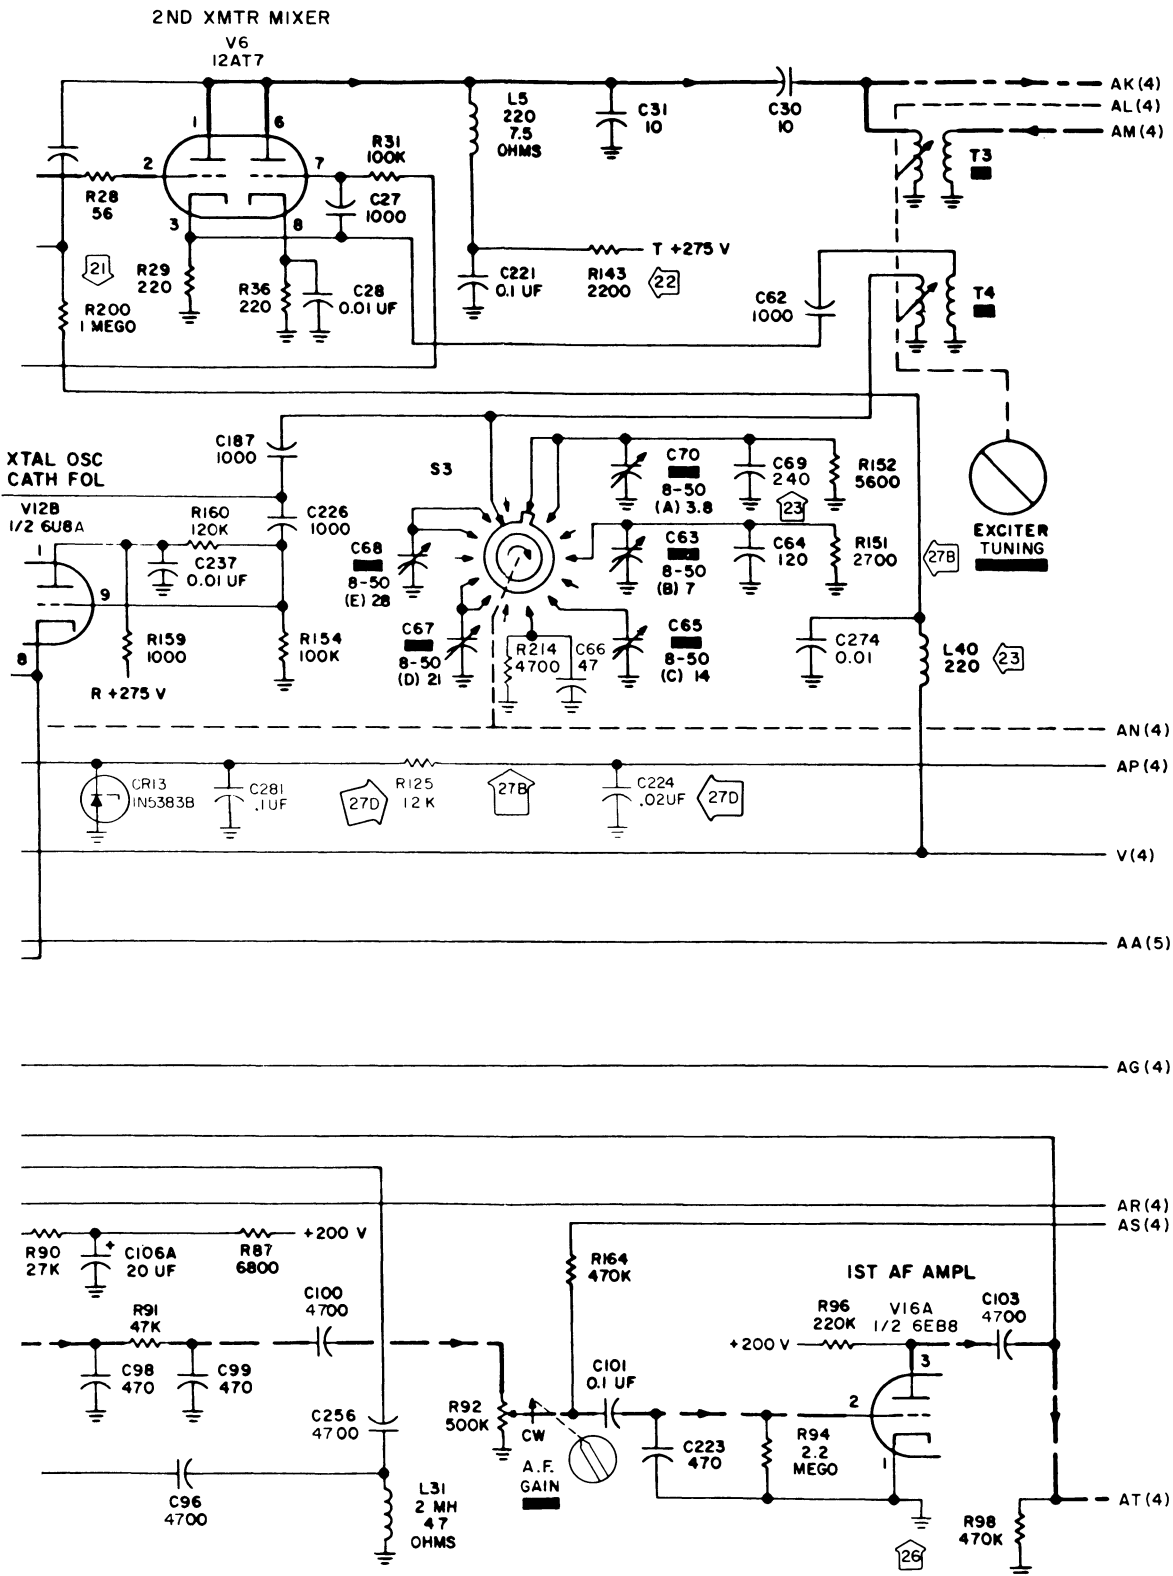 2ND XMTR MIXER
V6
12AT7
1
6
2
7
3
8
R28
56
R31
100K
C27
1000
L5
220
7.5
OHMS
C31
10
C30
10
AK(4)
AL(4)
AM(4)
T3
21
R29
220
R36
220
C28
0.01 UF
R200
1 MEGO
C221
0.1 UF
R143
2200
T +275 V
22
C62
1000
T4
XTAL OSC
CATH FOL
V12B
1/2 6U8A
1
9
8
C187
1000
R160
120K
C226
1000
C237
0.01 UF
R159
1000
R +275 V
R154
100K
S3
C68
8-50
(E) 28
C67
8-50
(D) 21
R214
4700
C66
47
C70
8-50
(A) 3.8
C69
240
23
R152
5600
C63
8-50
(B) 7
C64
120
R151
2700
C65
8-50
(C) 14
27B
EXCITER
TUNING
C274
0.01
L40
220
23
AN(4)
AP(4)
CR13
1N5383B
C281
.1UF
27D
R125
12 K
27B
C224
.02UF
27D
V(4)
AA(5)
AG(4)
AR(4)
AS(4)
R90
27K
C106A
20 UF
+
R87
6800
+200 V
R91
47K
C98
470
C99
470
C100
4700
C256
4700
C96
4700
L31
2 MH
47
OHMS
R92
500K
CW
A.F.
GAIN
R164
470K
C101
0.1 UF
C223
470
R94
2.2
MEGO
1ST AF AMPL
V16A
1/2 6EB8
R96
220K
+200 V
3
2
1
C103
4700
26
R98
470K
AT(4)